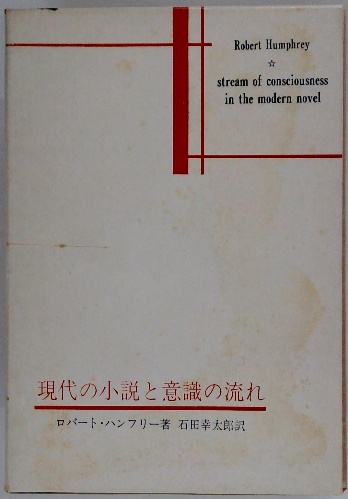 Robert Humphrey
☆
stream of consciousness
in the modern novel
現代の小説と意識の流れ
ロバート・ハンフリー著 石田幸太郎訳